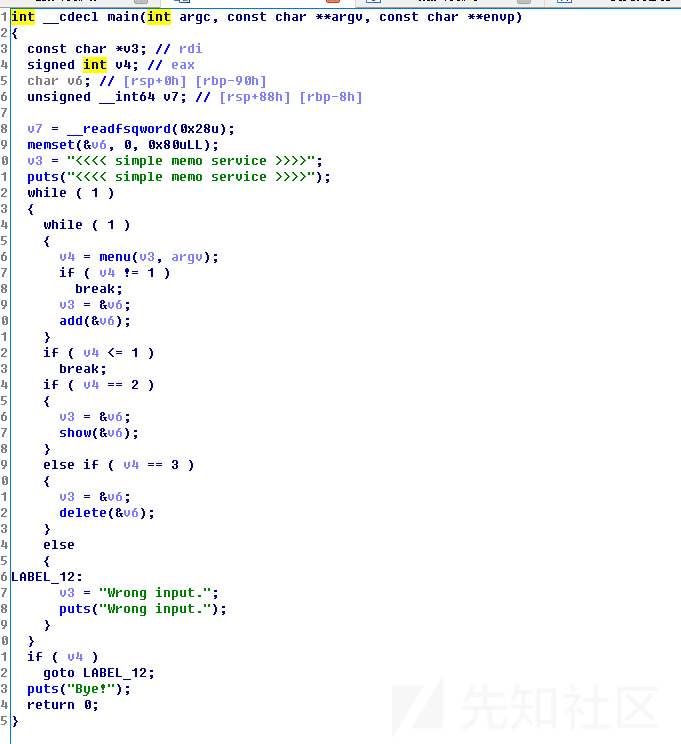 1 int __cdecl main(int argc, const char **argv, const char **envp)
2 {
3   const char *v3; // rdi
4   signed int v4; // eax
5   char v6; // [rsp+0h] [rbp-90h]
6   unsigned __int64 v7; // [rsp+88h] [rbp-8h]
7
8   v7 = __readfsqword(0x28u);
9   memset(&v6, 0, 0x80uLL);
0   v3 = "<<<< simple memo service >>>>";
1   puts("<<<< simple memo service >>>>");
2   while ( 1 )
3   {
4     while ( 1 )
5     {
6       v4 = menu(v3, argv);
7       if ( v4 != 1 )
8         break;
9       v3 = &v6;
0       add(&v6);
1     }
2     if ( v4 <= 1 )
3       break;
4     if ( v4 == 2 )
5     {
6       v3 = &v6;
7       show(&v6);
8     }
9     else if ( v4 == 3 )
0     {
1       v3 = &v6;
2       delete(&v6);
3     }
4     else
5     {
6 LABEL_12:
7       v3 = "Wrong input.";
8       puts("Wrong input.");
9     }
0   }
1   if ( v4 )
2     goto LABEL_12;
3   puts("Bye!");
4   return 0;
5 }
先知社区